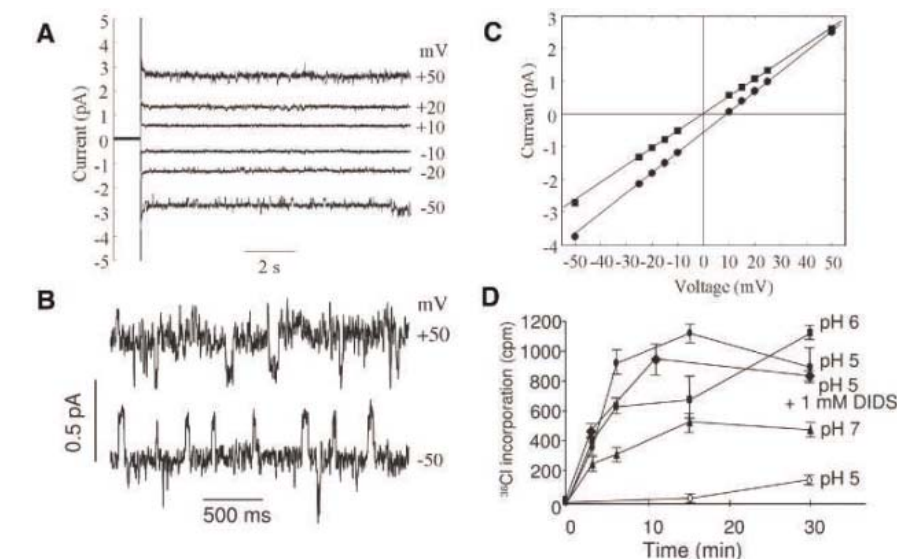 A
Current (pA)
5
4
3
2
1
0
-1
-2
-3
-4
-5
mV
+50
+20
+10
-10
-20
-50
2 s
B
mV
+50
-50
0.5 pA
500 ms
C
Current (pA)
3
2
1
0
-1
-2
-3
-4
-50 -40 -30 -20 -10 0 10 20 30 40 50
Voltage (mV)
D
³⁶Cl incorporation (cpm)
1200
1000
800
600
400
200
0
0 10 20 30
Time (min)
pH 6
pH 5
pH 5
+ 1 mM DIDS
pH 7
pH 5